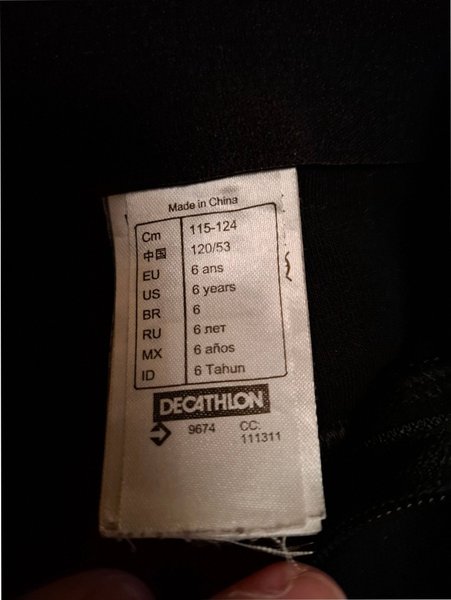 Made in China
Cm 115-124
中国 120/53
EU 6 ans
US 6 years
BR 6
RU 6 лет
MX 6 años
ID 6 Tahun
DECATHLON
9674 CC:
111311